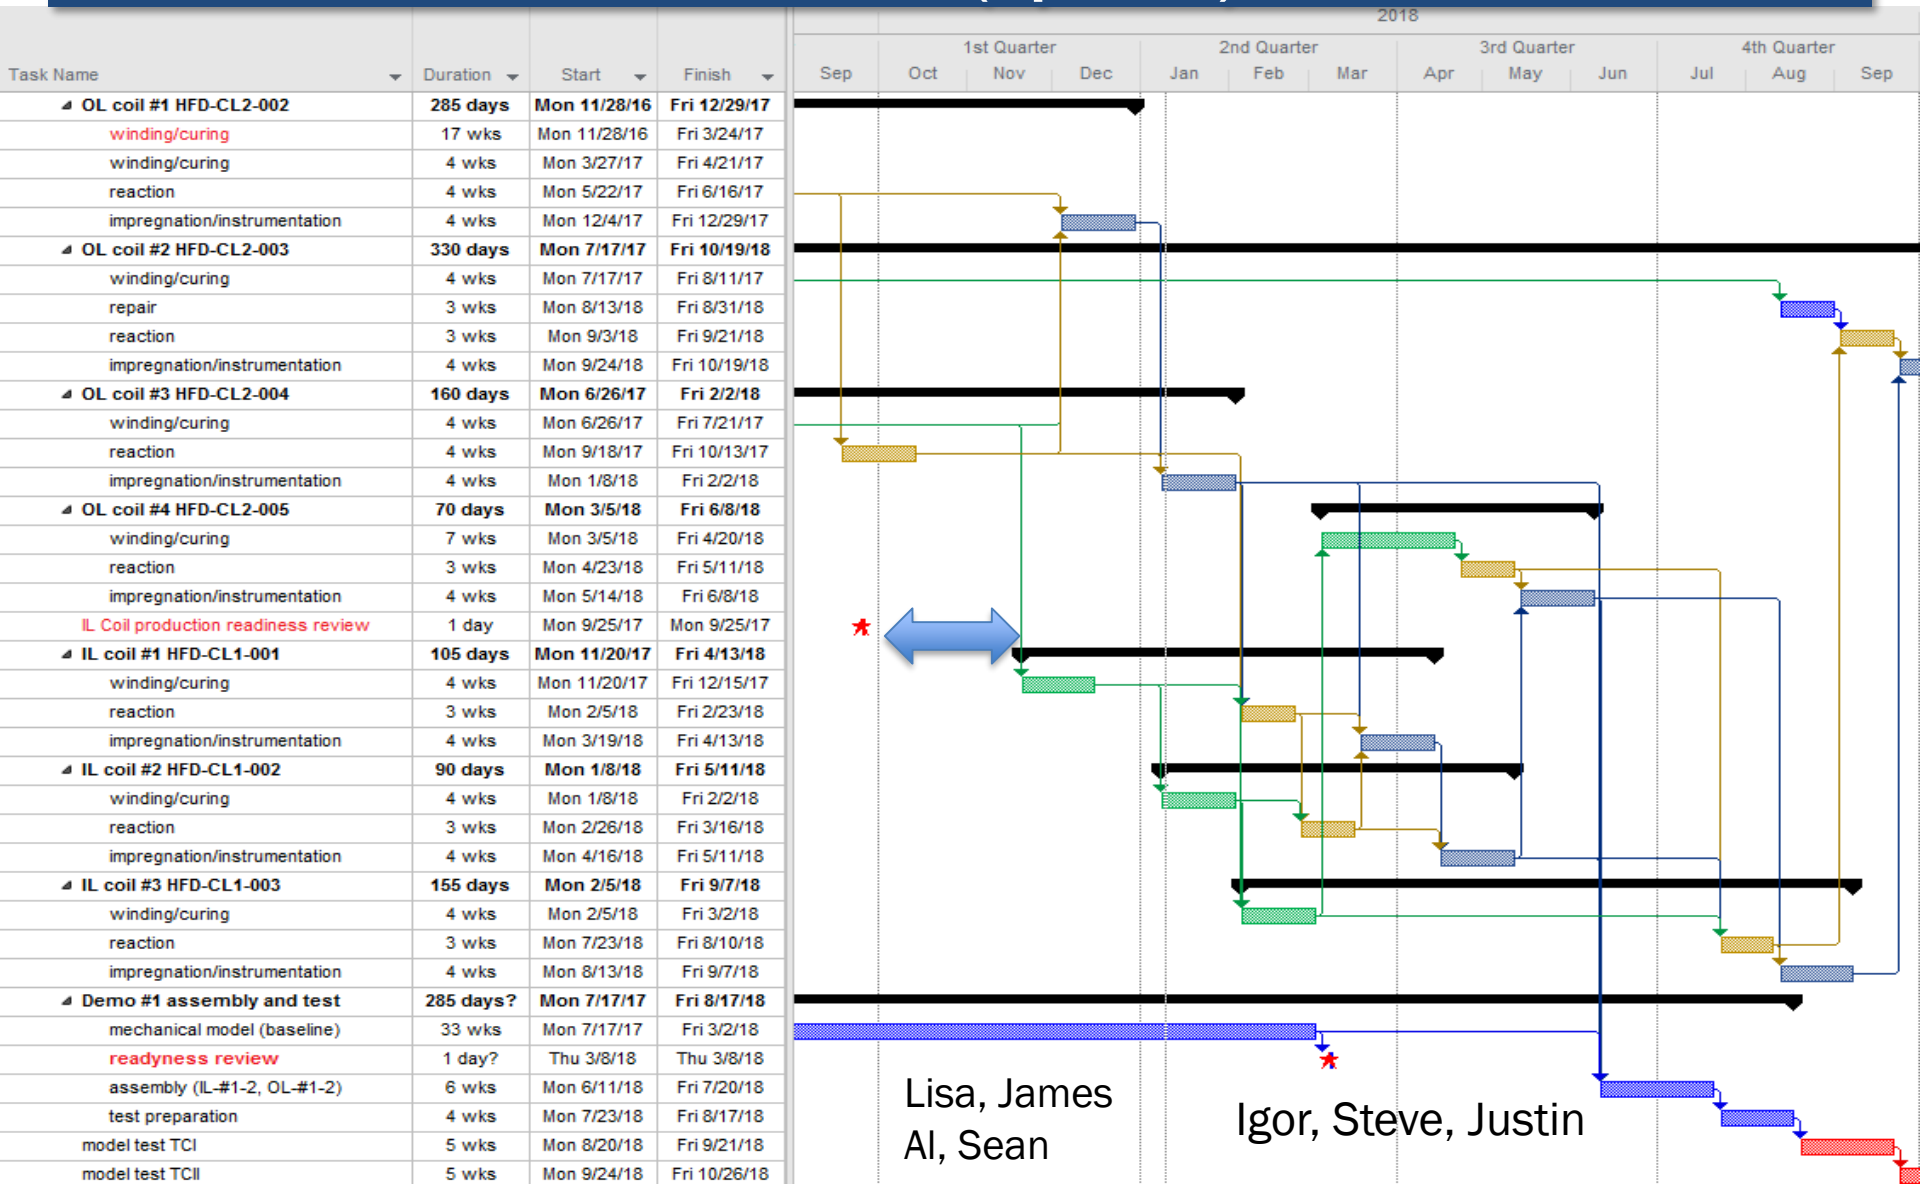 2018
1st Quarter 2nd Quarter 3rd Quarter 4th Quarter
Task Name Duration Start Finish Sep Oct Nov Dec Jan Feb Mar Apr May Jun Jul Aug Sep
OL coil #1 HFD-CL2-002 285 days Mon 11/28/16 Fri 12/29/17
winding/curing 17 wks Mon 11/28/16 Fri 3/24/17
winding/curing 4 wks Mon 3/27/17 Fri 4/21/17
reaction 4 wks Mon 5/22/17 Fri 6/16/17
impregnation/instrumentation 4 wks Mon 12/4/17 Fri 12/29/17
OL coil #2 HFD-CL2-003 330 days Mon 7/17/17 Fri 10/19/18
winding/curing 4 wks Mon 7/17/17 Fri 8/11/17
repair 3 wks Mon 8/13/18 Fri 8/31/18
reaction 3 wks Mon 9/3/18 Fri 9/21/18
impregnation/instrumentation 4 wks Mon 9/24/18 Fri 10/19/18
OL coil #3 HFD-CL2-004 160 days Mon 6/26/17 Fri 2/2/18
winding/curing 4 wks Mon 6/26/17 Fri 7/21/17
reaction 4 wks Mon 9/18/17 Fri 10/13/17
impregnation/instrumentation 4 wks Mon 1/8/18 Fri 2/2/18
OL coil #4 HFD-CL2-005 70 days Mon 3/5/18 Fri 6/8/18
winding/curing 7 wks Mon 3/5/18 Fri 4/20/18
reaction 3 wks Mon 4/23/18 Fri 5/11/18
impregnation/instrumentation 4 wks Mon 5/14/18 Fri 6/8/18
IL Coil production readiness review 1 day Mon 9/25/17 Mon 9/25/17
IL coil #1 HFD-CL1-001 105 days Mon 11/20/17 Fri 4/13/18
winding/curing 4 wks Mon 11/20/17 Fri 12/15/17
reaction 3 wks Mon 2/5/18 Fri 2/23/18
impregnation/instrumentation 4 wks Mon 3/19/18 Fri 4/13/18
IL coil #2 HFD-CL1-002 90 days Mon 1/8/18 Fri 5/11/18
winding/curing 4 wks Mon 1/8/18 Fri 2/2/18
reaction 3 wks Mon 2/26/18 Fri 3/16/18
impregnation/instrumentation 4 wks Mon 4/16/18 Fri 5/11/18
IL coil #3 HFD-CL1-003 155 days Mon 2/5/18 Fri 9/7/18
winding/curing 4 wks Mon 2/5/18 Fri 3/2/18
reaction 3 wks Mon 7/23/18 Fri 8/10/18
impregnation/instrumentation 4 wks Mon 8/13/18 Fri 9/7/18
Demo #1 assembly and test 285 days? Mon 7/17/17 Fri 8/17/18
mechanical model (baseline) 33 wks Mon 7/17/17 Fri 3/2/18
readyness review 1 day? Thu 3/8/18 Thu 3/8/18
assembly (IL-#1-2, OL-#1-2) 6 wks Mon 6/11/18 Fri 7/20/18
test preparation 4 wks Mon 7/23/18 Fri 8/17/18
model test TCI 5 wks Mon 8/20/18 Fri 9/21/18
model test TCII 5 wks Mon 9/24/18 Fri 10/26/18
Lisa, James
Al, Sean
Igor, Steve, Justin